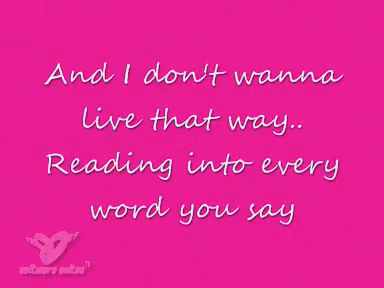 And I don't wanna
live that way..
Reading into every
word you say